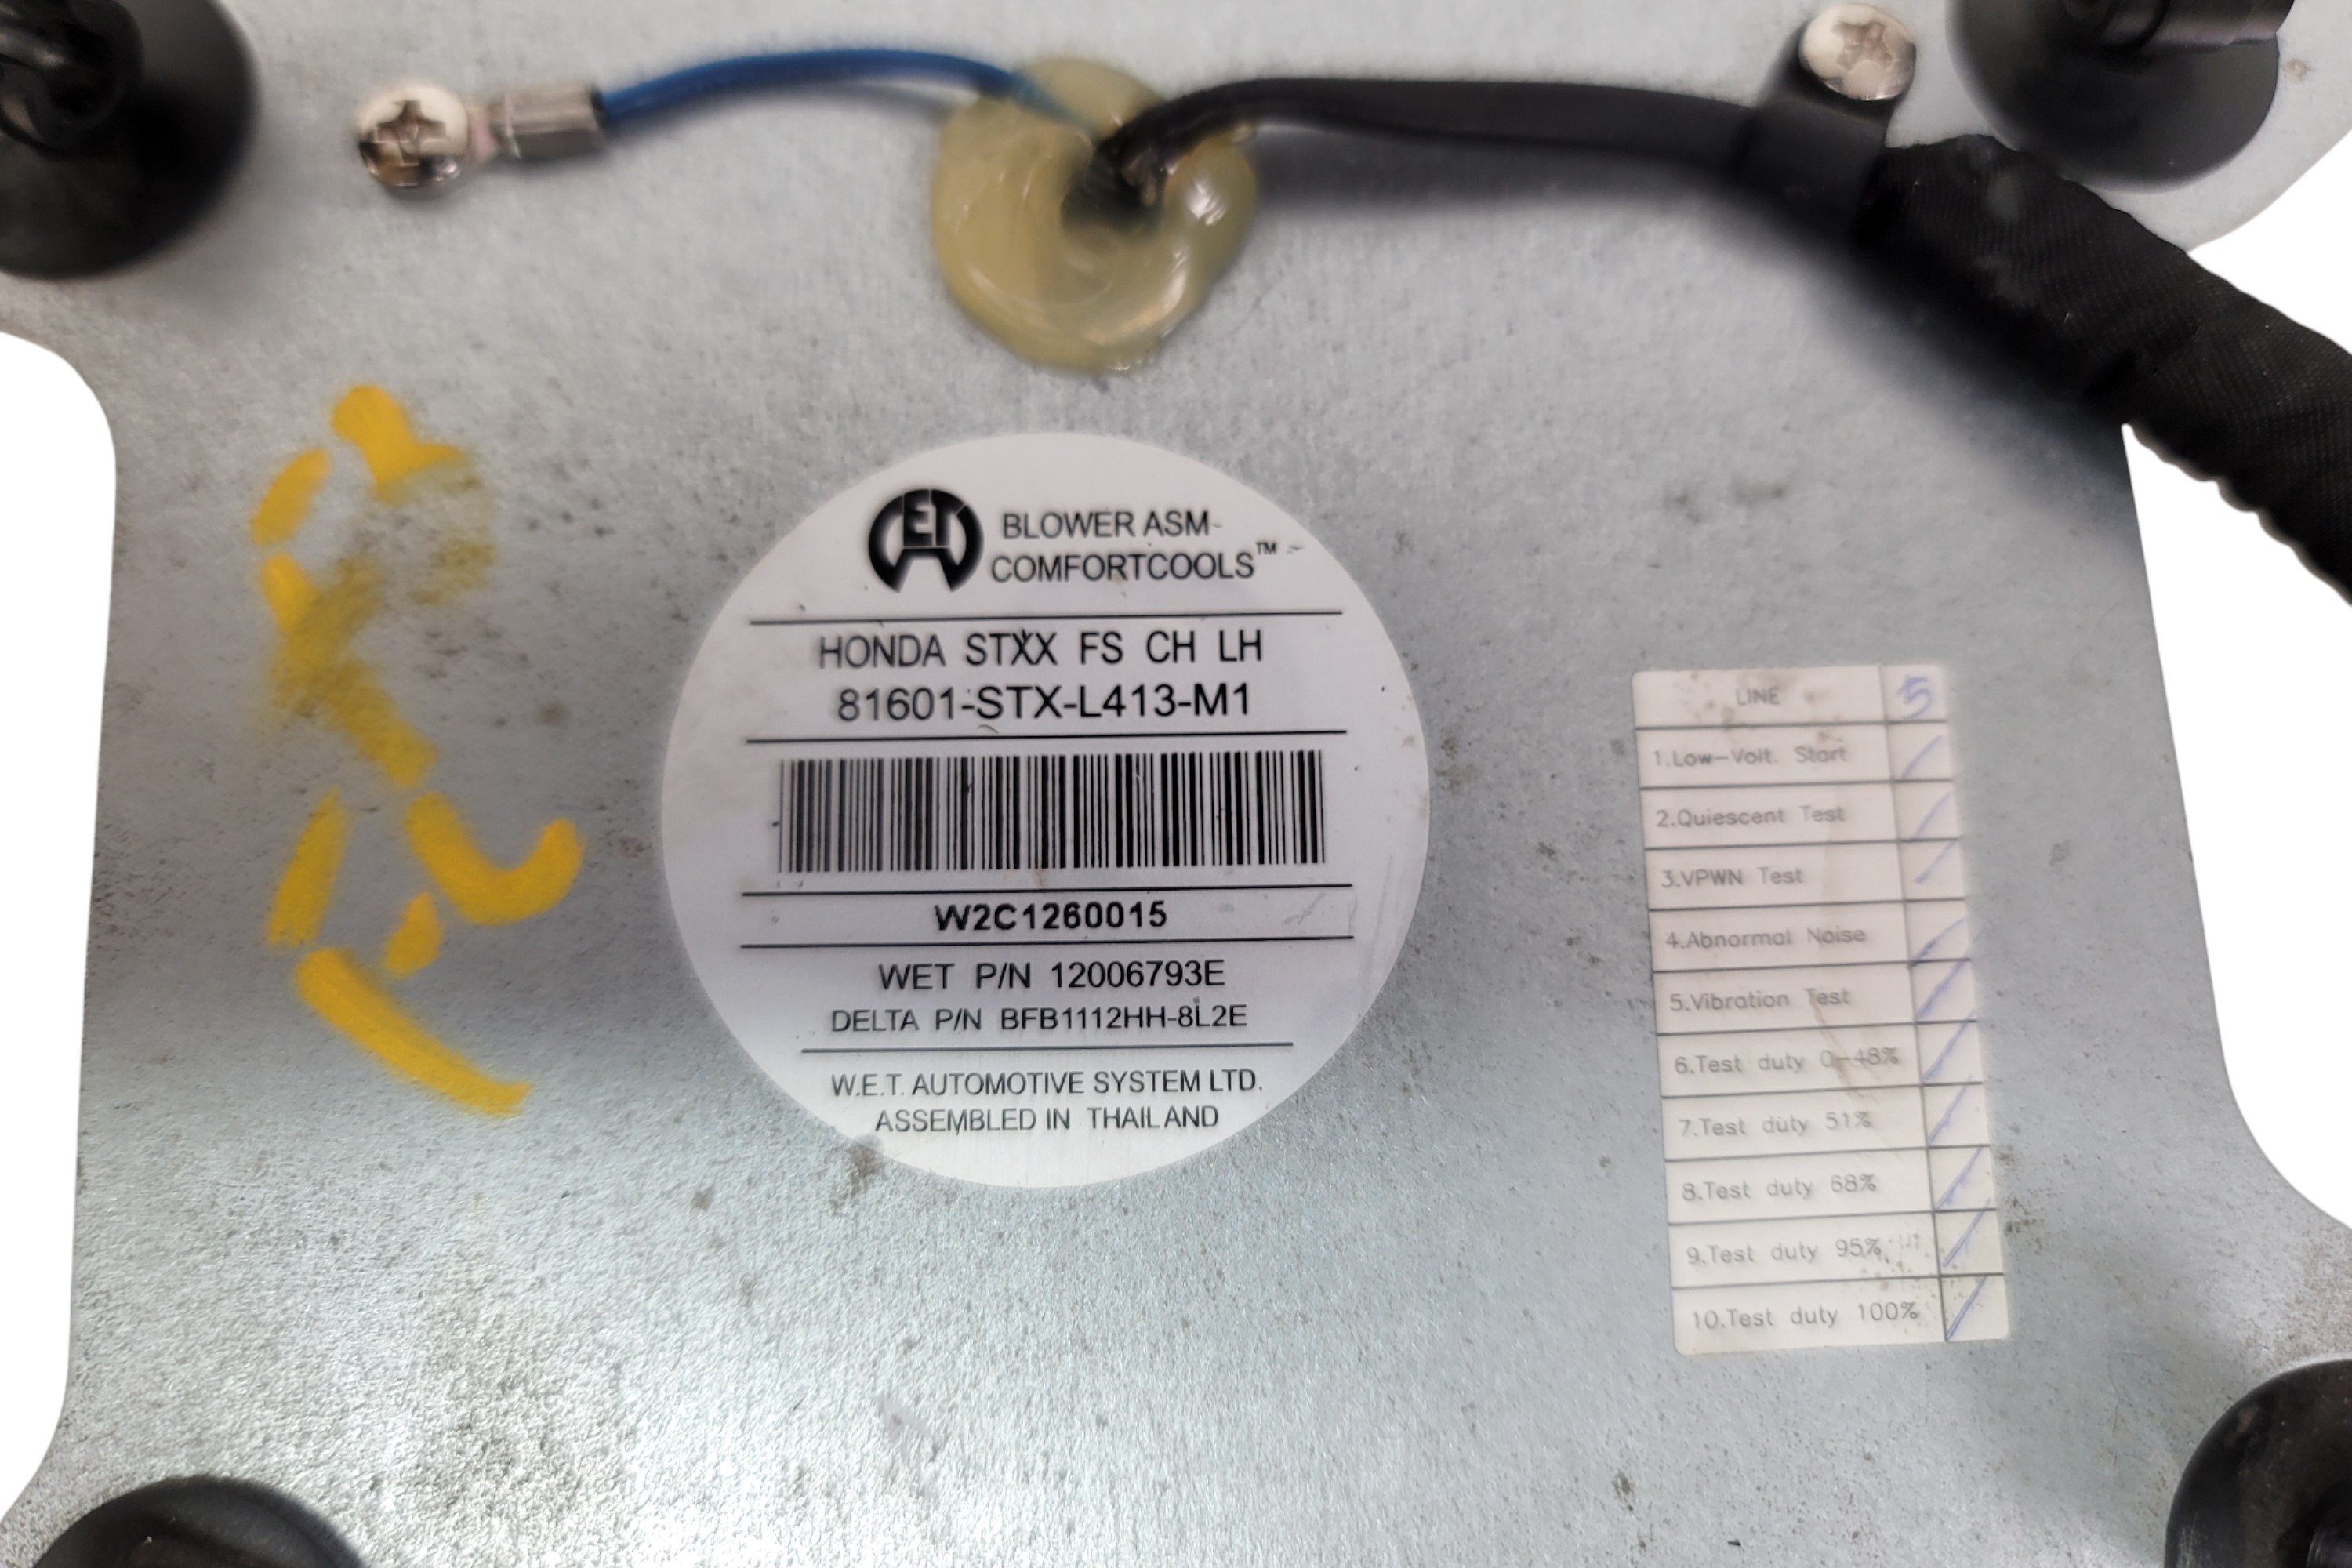 WET
BLOWER ASM-
COMFORTCOOLS™
HONDA STXX FS CH LH
81601-STX-L413-M1
W2C1260015
WET P/N 12006793E
DELTA P/N BFB1112HH-8L2E
W.E.T. AUTOMOTIVE SYSTEM LTD.
ASSEMBLED IN THAILAND
LINE 5
1.Low-Volt. Start
2.Quiescent Test
3.VPWN Test
4.Abnormal Noise
5.Vibration Test
6.Test duty 0-48%
7.Test duty 51%
8.Test duty 68%
9.Test duty 95%
10.Test duty 100%